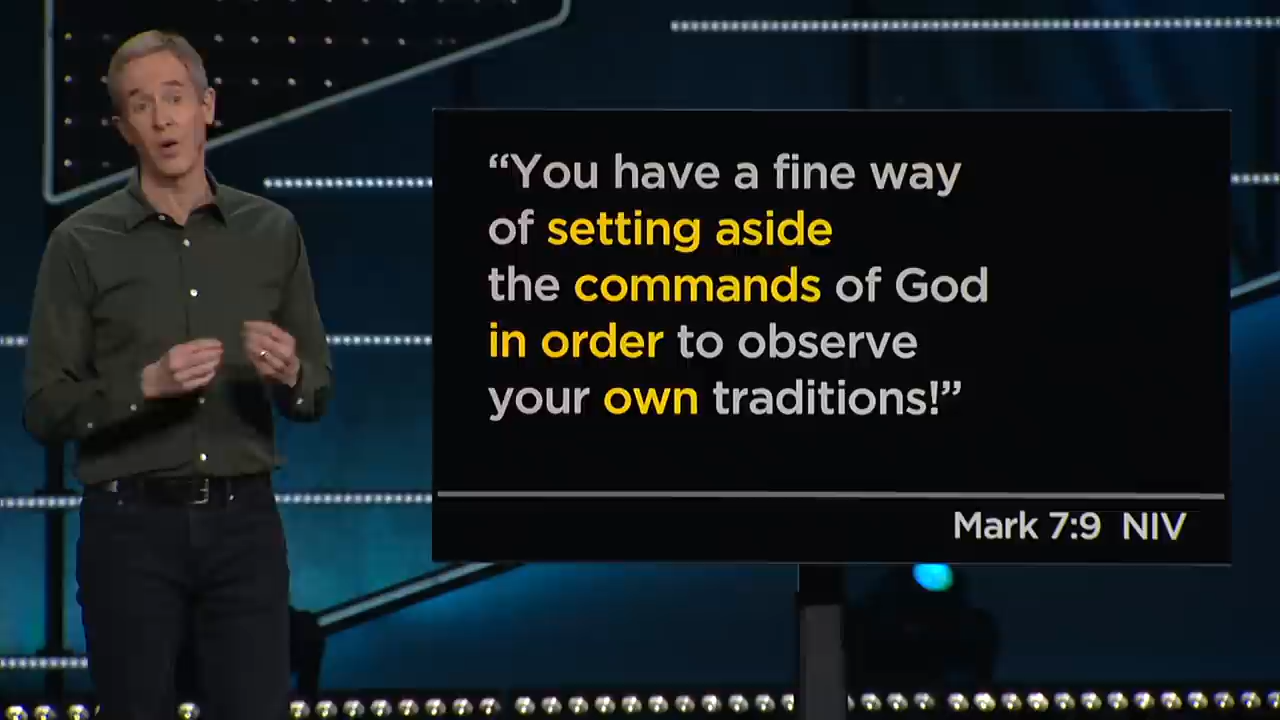 “You have a fine way
of setting aside
the commands of God
in order to observe
your own traditions!”
Mark 7:9 NIV